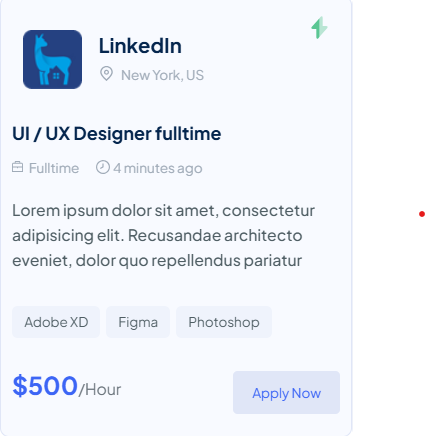 LinkedIn
New York, US
UI / UX Designer fulltime
Fulltime 4 minutes ago
Lorem ipsum dolor sit amet, consectetur
adipisicing elit. Recusandae architecto
eveniet, dolor quo repellendus pariatur
Adobe XD Figma Photoshop
$500/Hour Apply Now